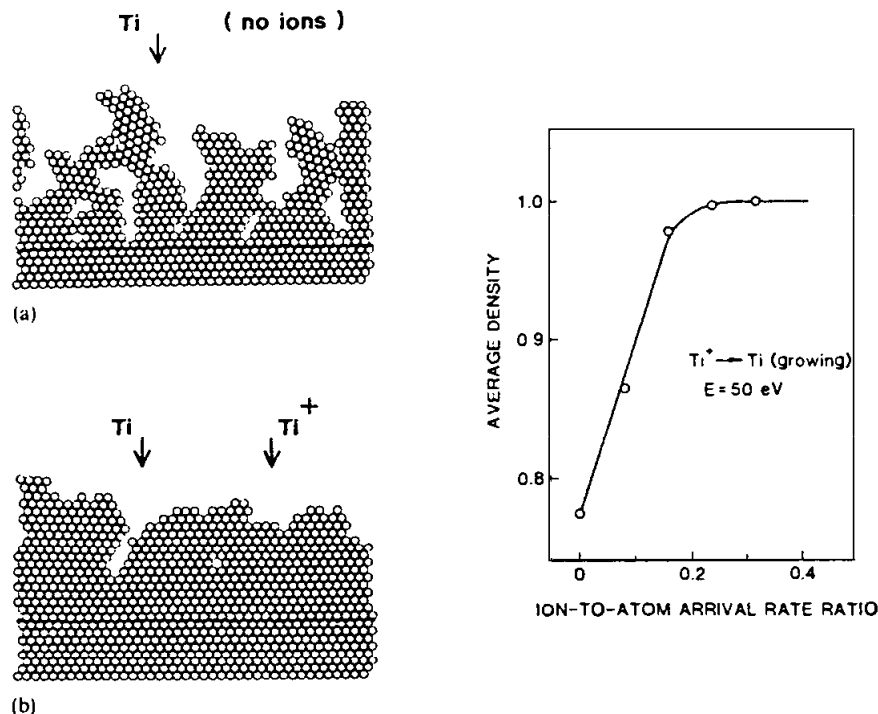 Ti ( no ions )
(a)
Ti Ti+
(b)
AVERAGE DENSITY
1.0
0.9
0.8
Ti+ → Ti (growing)
E = 50 eV
0 0.2 0.4
ION-TO-ATOM ARRIVAL RATE RATIO